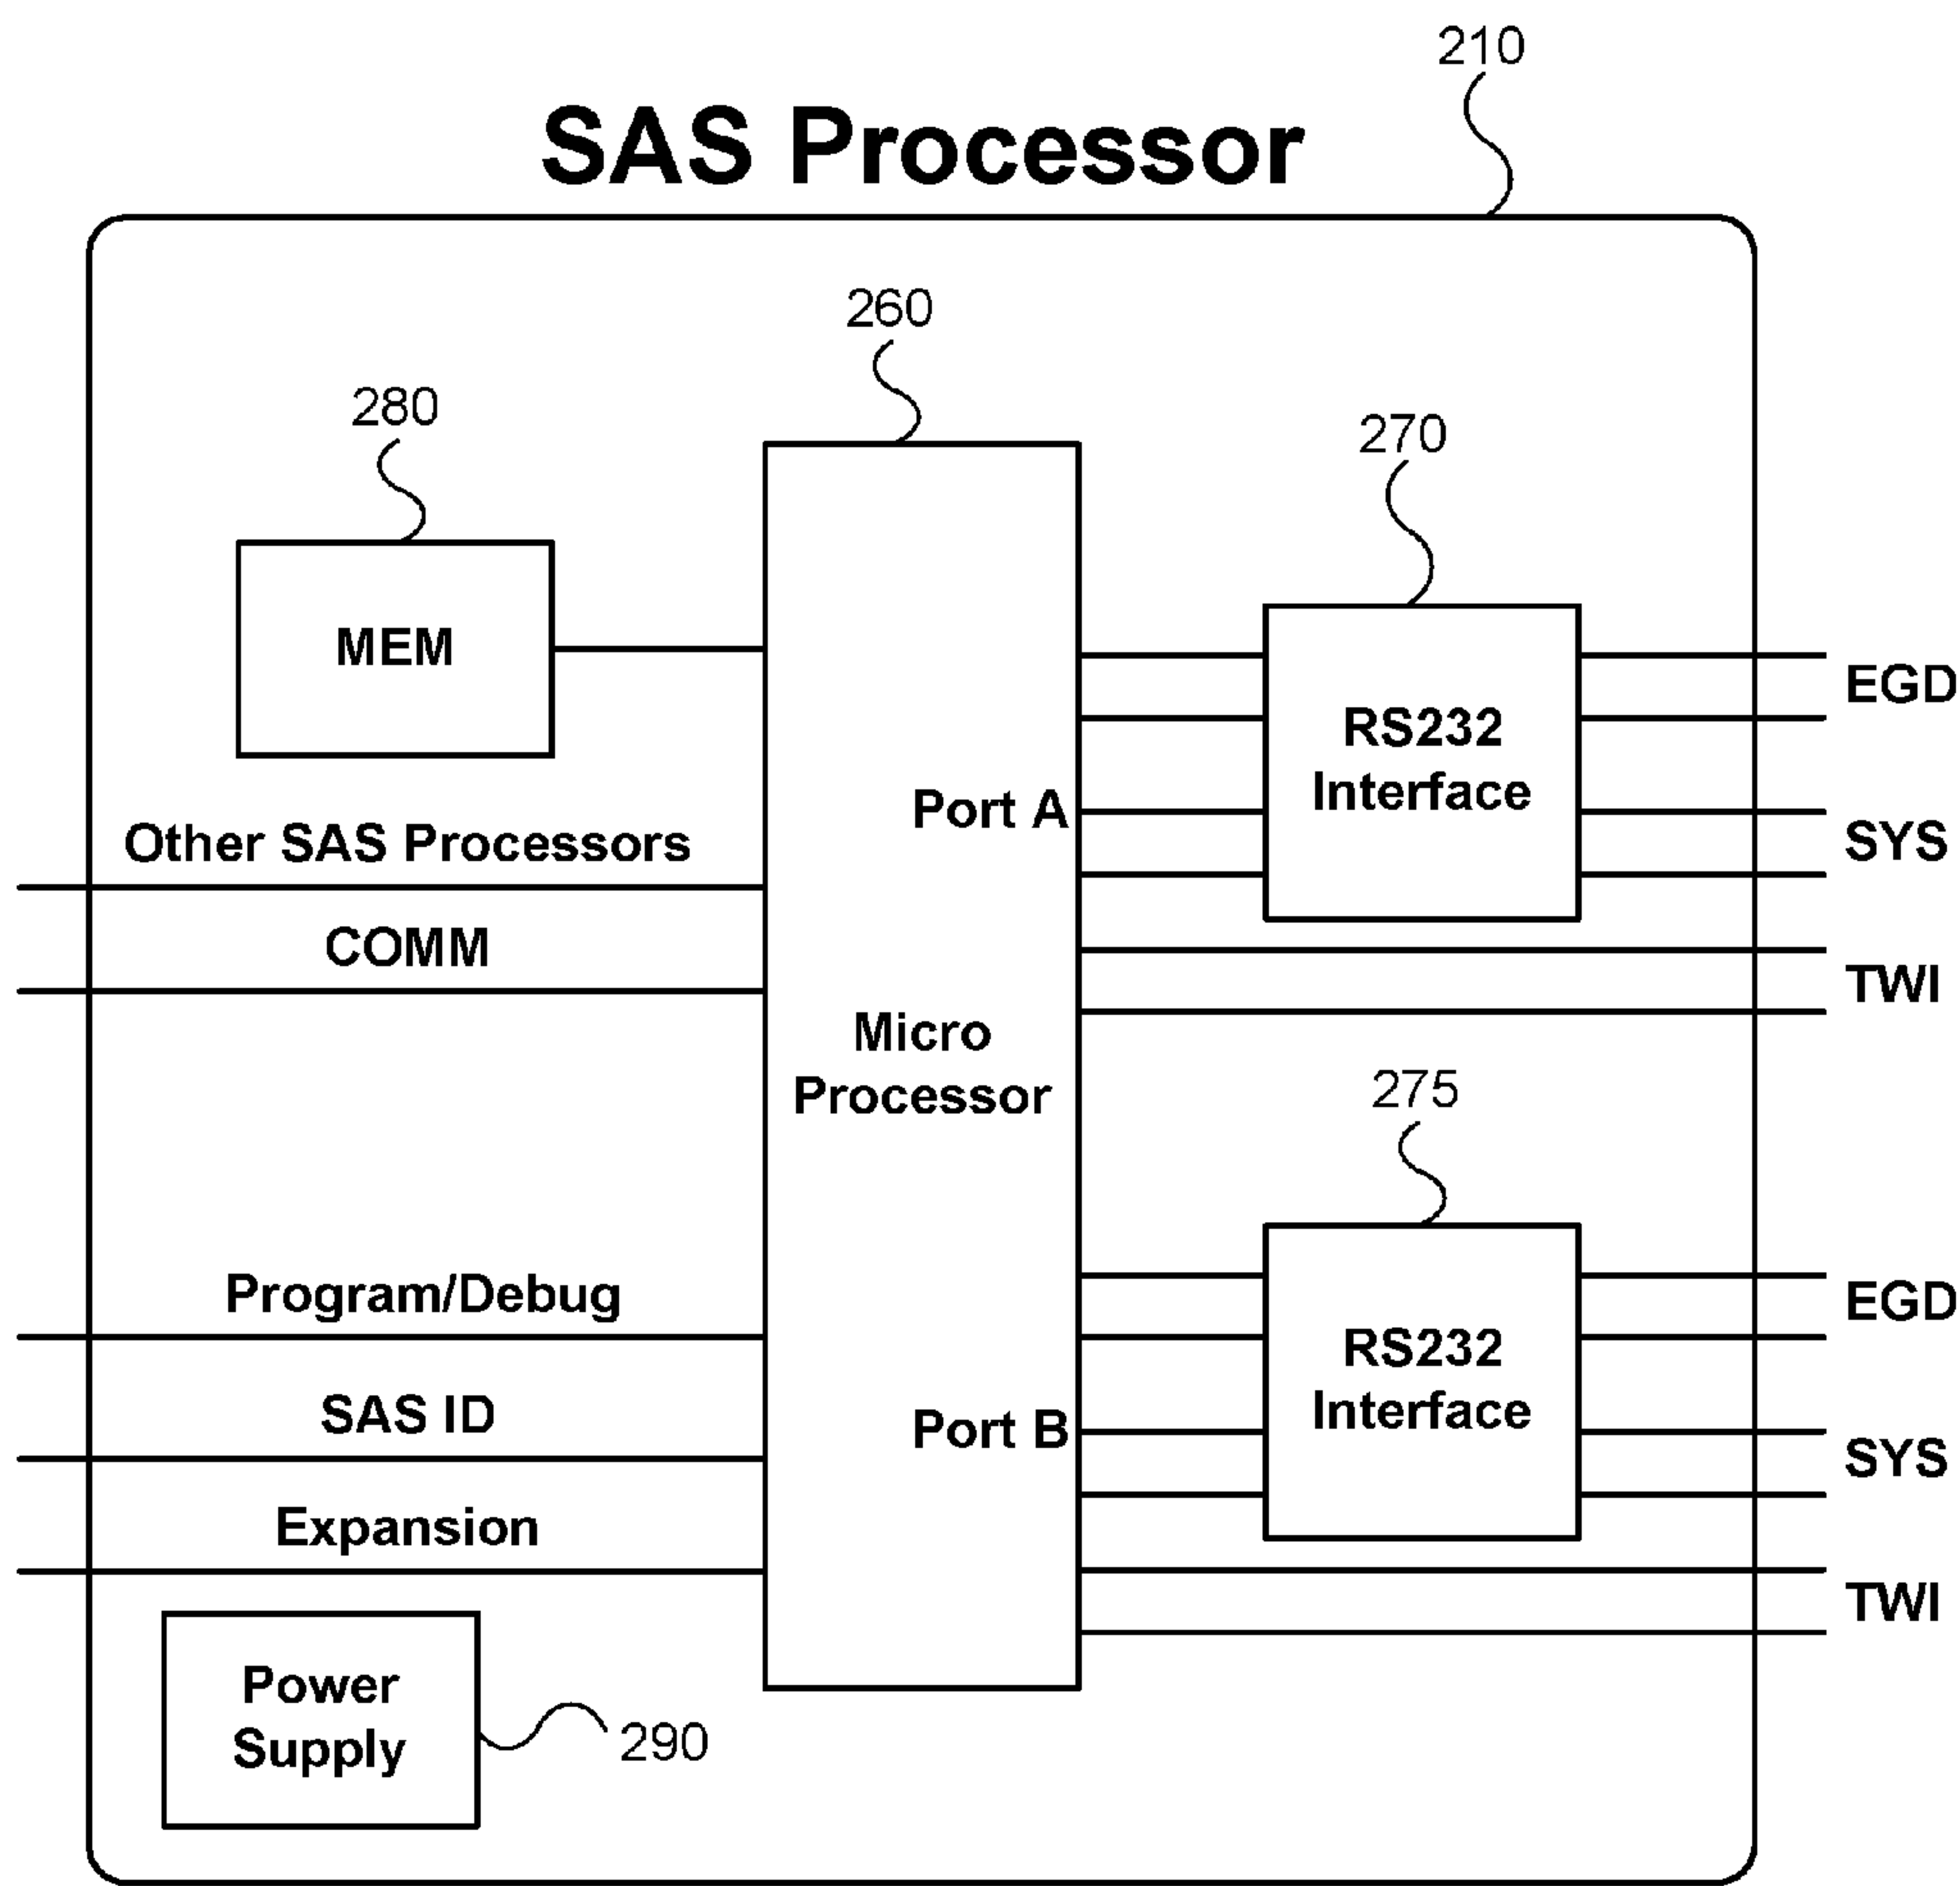 210
SAS Processor
260
280
270
MEM
RS232
Interface
EGD
Port A
SYS
Other SAS Processors
COMM
TWI
Micro
Processor
275
Program/Debug
RS232
Interface
EGD
SAS ID
Port B
SYS
Expansion
TWI
Power
Supply
290